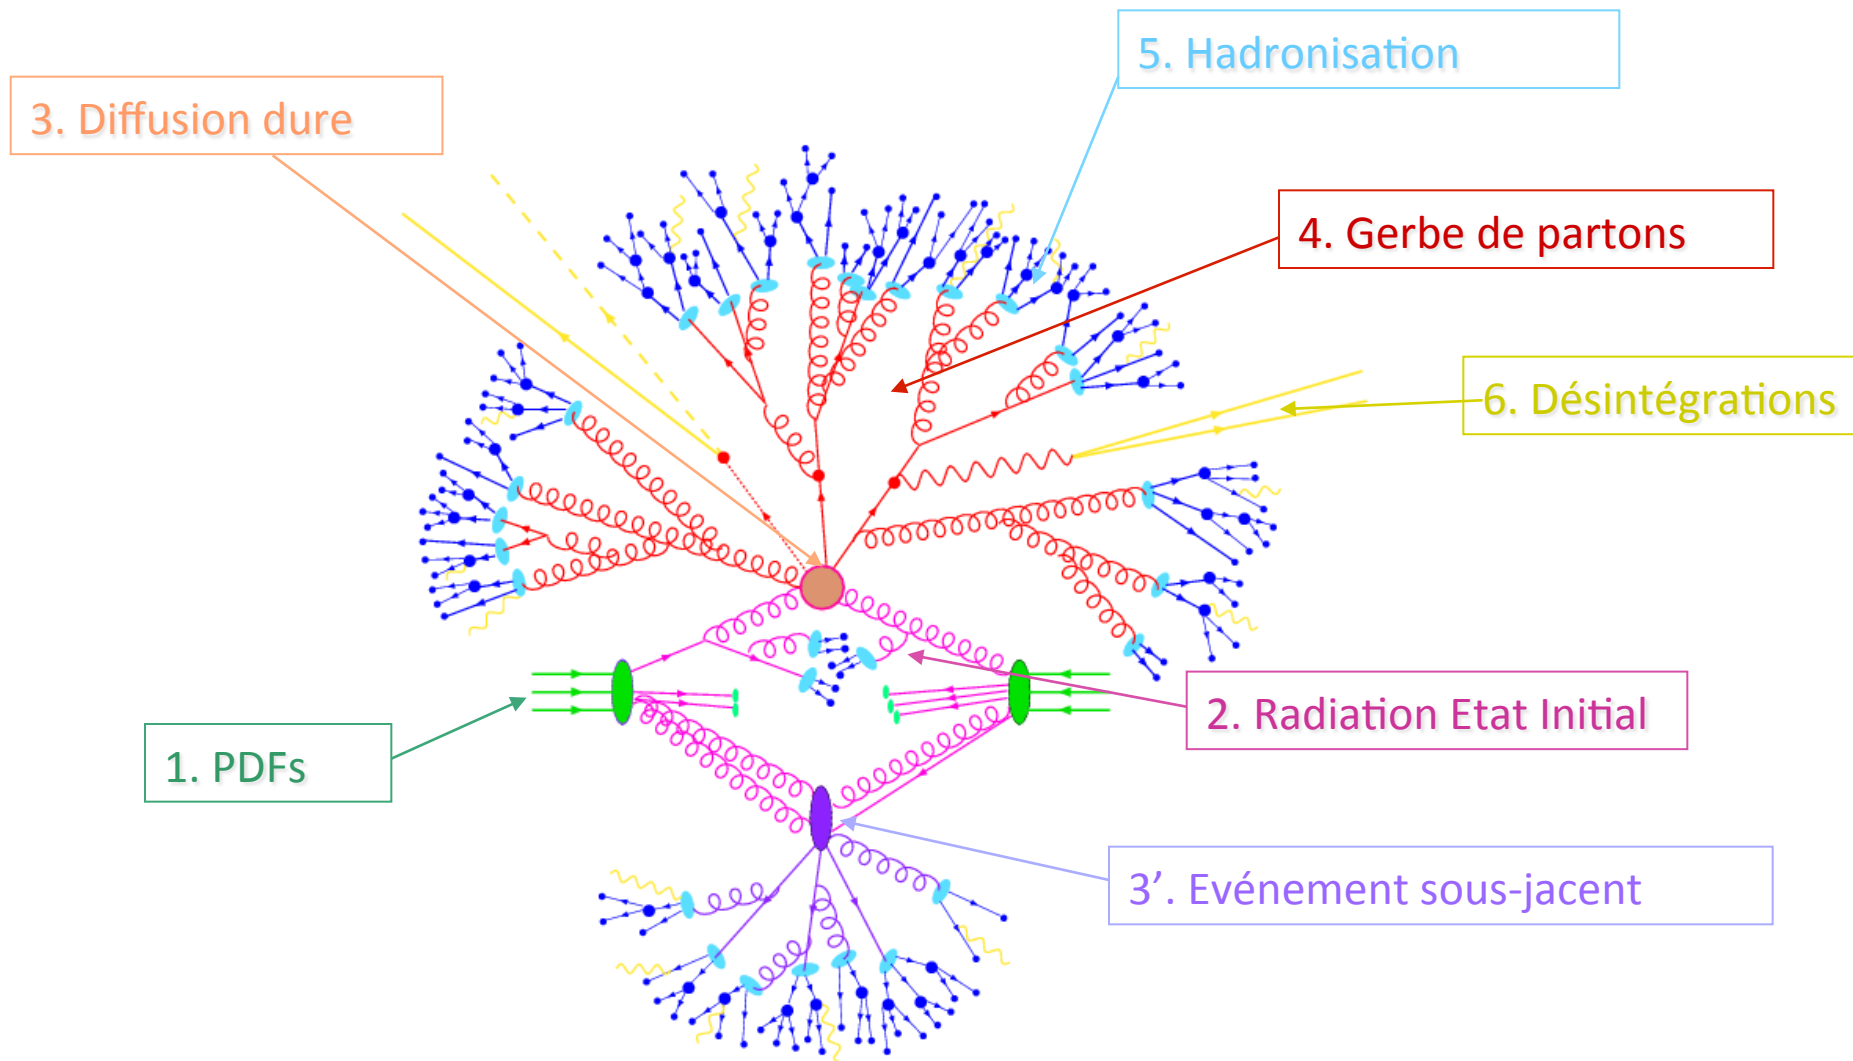 5. Hadronisation
3. Diffusion dure
4. Gerbe de partons
6. Désintégrations
2. Radiation Etat Initial
1. PDFs
3’. Evénement sous-jacent